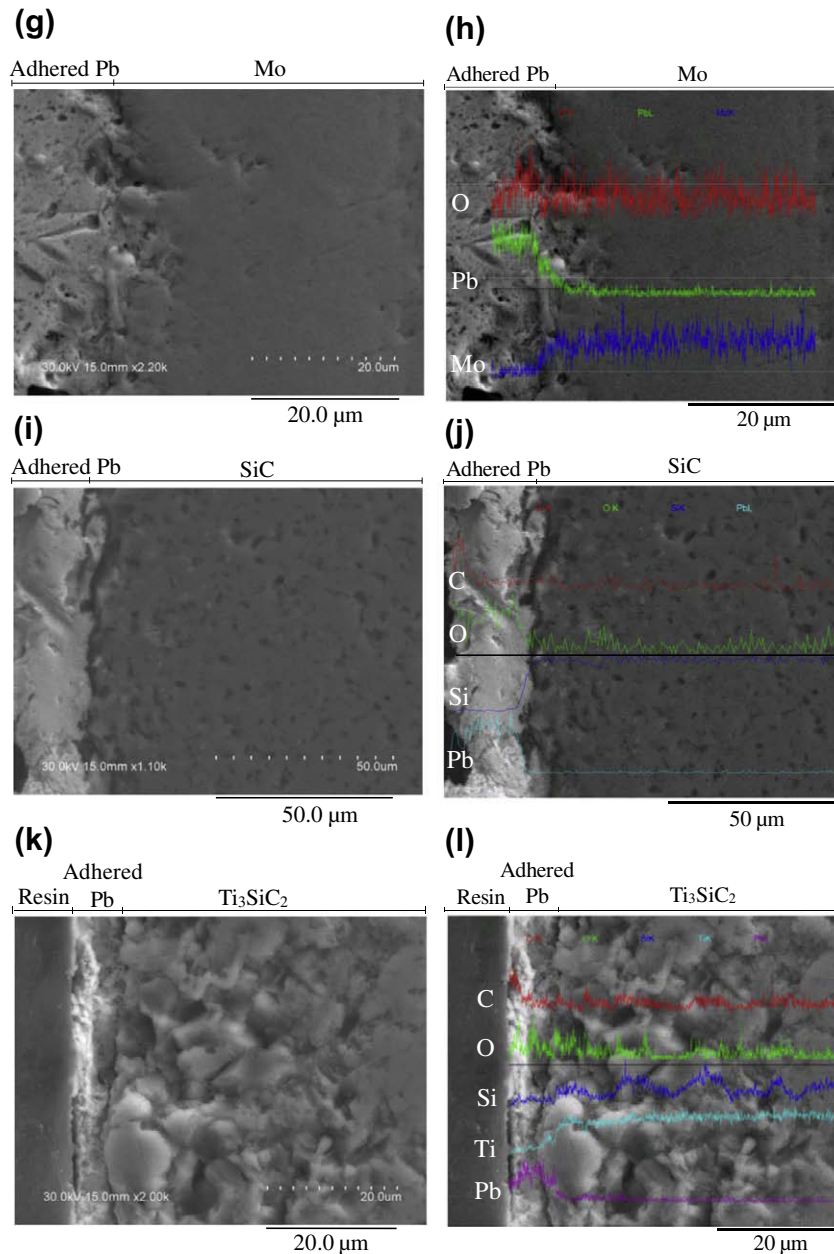 (g)
(h)
Adhered Pb Mo
Adhered Pb Mo
PbL
O
Pb
Mo
30.0kV 15.0mm x2.20k 20.0um
20.0 µm
20 µm
(i)
(j)
Adhered Pb SiC
Adhered Pb SiC
O K SiK PbL
C
O
Si
Pb
30.0kV 15.0mm x1.10k 50.0um
50.0 µm
50 µm
(k)
(l)
Adhered
Resin Pb Ti₃SiC₂
Adhered
Resin Pb Ti₃SiC₂
C
O
Si
Ti
Pb
30.0kV 15.0mm x2.00k 20.0um
20.0 µm
20 µm